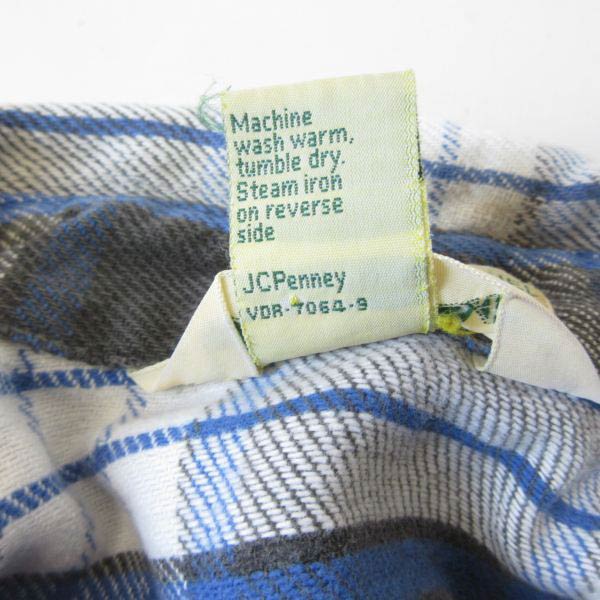 Machine
wash warm,
tumble dry.
Steam iron
on reverse
side
JCPenney
VDR-7064-9